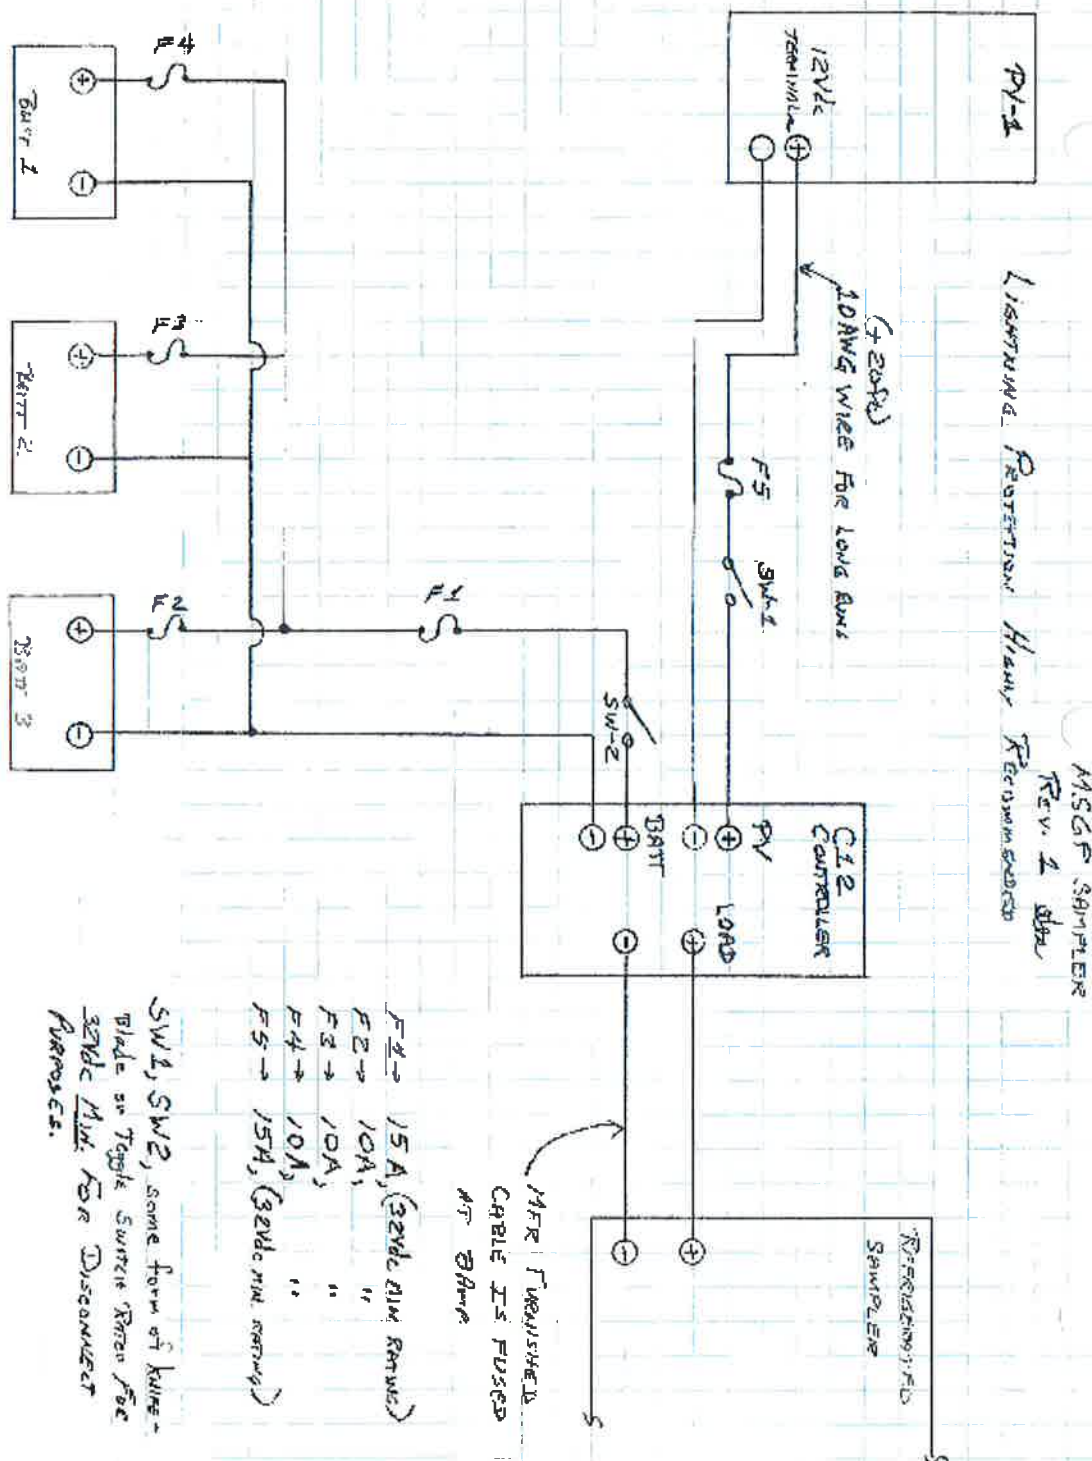 MSGF SAMPLER
REV. 1
LIGHTNING PROTECTION HIGHLY RECOMMENDED
PV-1
12Vdc
TERMINALS
+
(+ 20ft)
10AWG WIRE FOR LONG RUNS
F5
SW-1
C12
CONTROLLER
PV
LOAD
+
-
BATT
+
-
+
-
REFRIGERATED
SAMPLER
+
-
MFR FURNISHED
CABLE IS FUSED
AT 8Amp
F4
F3
F2
F1
SW-2
+
-
BATT 1
+
-
BATT 2
+
-
BATT 3
F1→ 15A, (32Vdc MIN RATING)
F2→ 10A, "
F3→ 10A, "
F4→ 10A, "
F5→ 15A, (32Vdc MIN RATING)
SW1, SW2, some form of KNIFE-
Blade or Toggle SWITCH RATED FOR
32Vdc MIN. FOR DISCONNECT
PURPOSES.